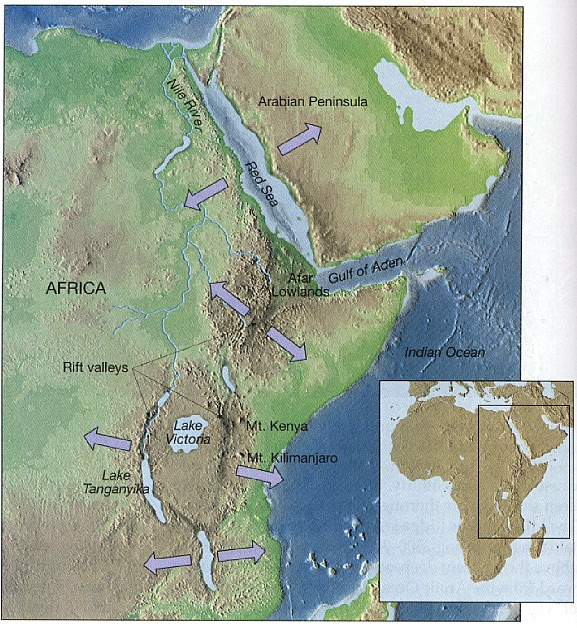 Nile River
Arabian Peninsula
Red Sea
AFRICA
Afar
Lowlands
Gulf of Aden
Indian Ocean
Rift valleys
Lake
Victoria
Mt. Kenya
Mt. Kilimanjaro
Lake
Tanganyika